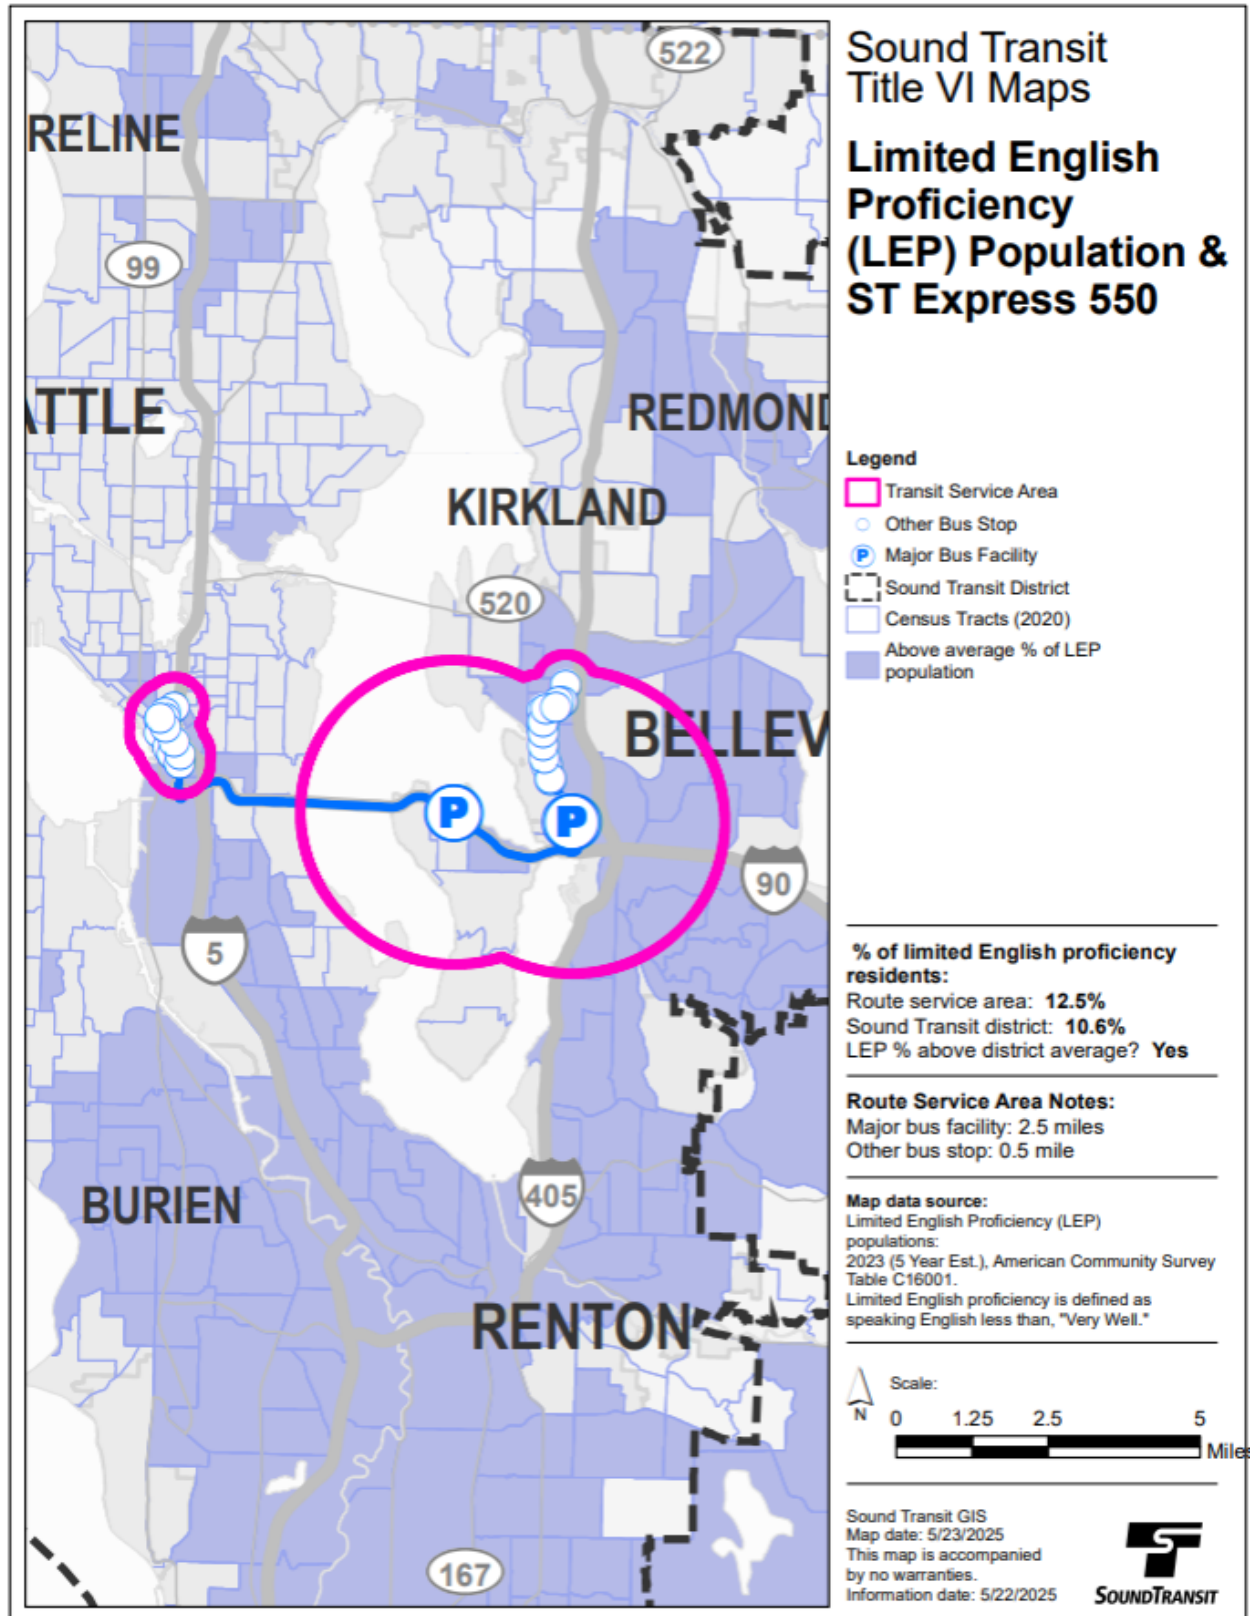 Sound Transit
Title VI Maps
Limited English
Proficiency
(LEP) Population &
ST Express 550
Legend
Transit Service Area
Other Bus Stop
P Major Bus Facility
Sound Transit District
Census Tracts (2020)
Above average % of LEP
population
% of limited English proficiency
residents:
Route service area: 12.5%
Sound Transit district: 10.6%
LEP % above district average? Yes
Route Service Area Notes:
Major bus facility: 2.5 miles
Other bus stop: 0.5 mile
Map data source:
Limited English Proficiency (LEP)
populations:
2023 (5 Year Est.), American Community Survey
Table C16001.
Limited English proficiency is defined as
speaking English less than, "Very Well."
Scale:
N
0 1.25 2.5 5
Miles
Sound Transit GIS
Map date: 5/23/2025
This map is accompanied
by no warranties.
Information date: 5/22/2025
SOUNDTRANSIT
522
RELINE
99
ATTLE
REDMOND
KIRKLAND
520
BELLEV
P
P
90
5
405
BURIEN
RENTON
167